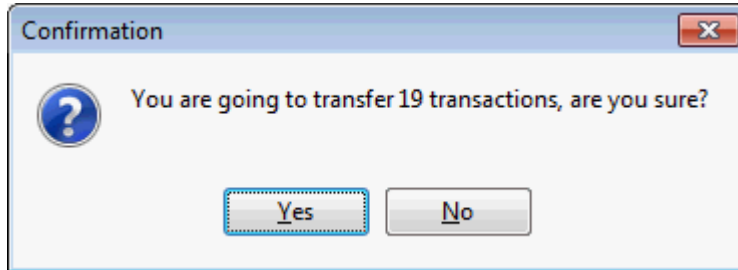 Confirmation
You are going to transfer 19 transactions, are you sure?
Yes
No